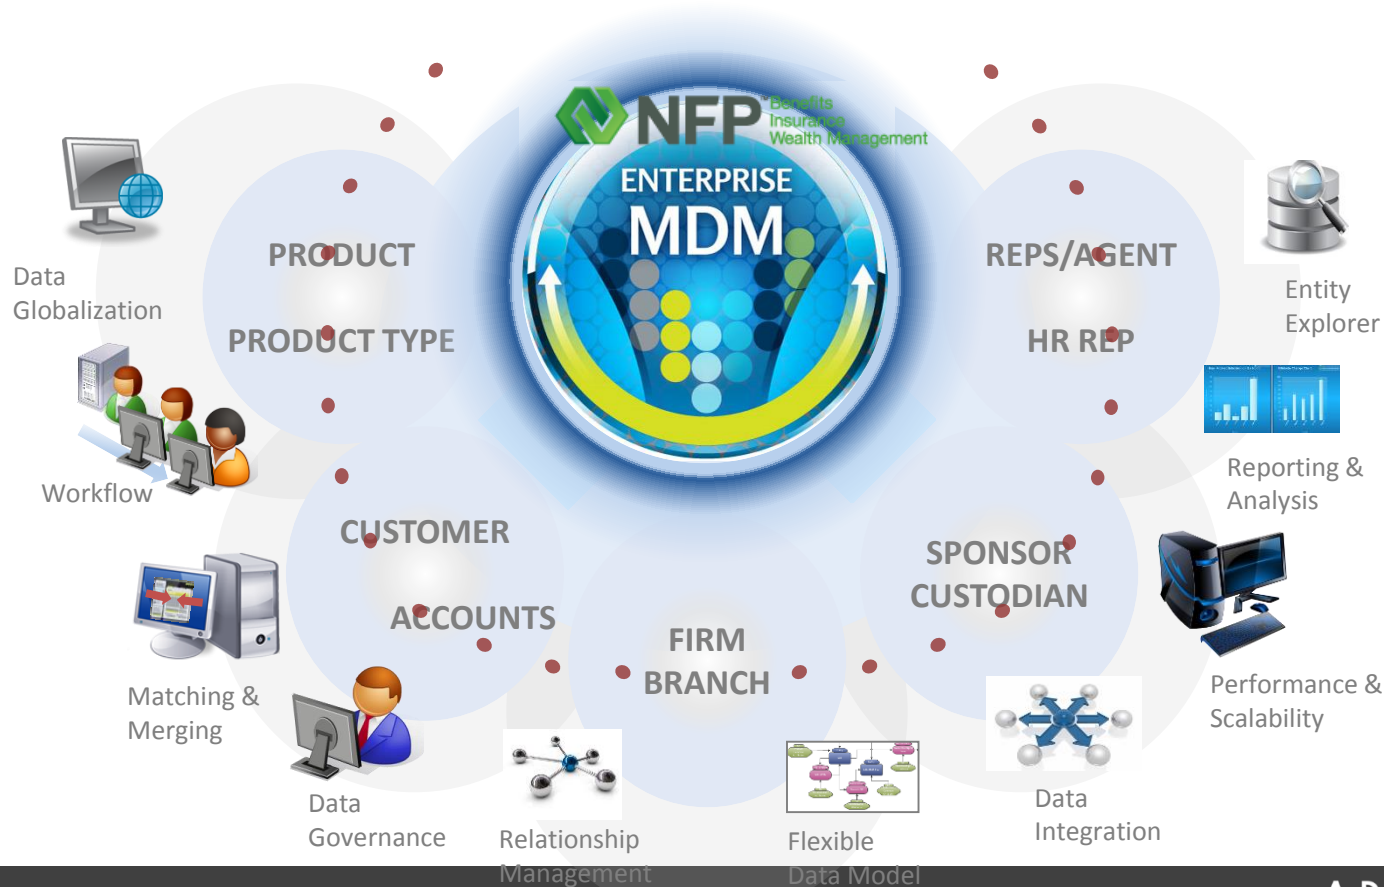 NFP™
Benefits
Insurance
Wealth Management
ENTERPRISE
MDM
PRODUCT
PRODUCT TYPE
REPS/AGENT
HR REP
CUSTOMER
ACCOUNTS
SPONSOR
CUSTODIAN
FIRM
BRANCH
Data
Globalization
Workflow
Matching &
Merging
Data
Governance
Relationship
Management
Flexible
Data Model
Data
Integration
Performance &
Scalability
Reporting &
Analysis
Entity
Explorer